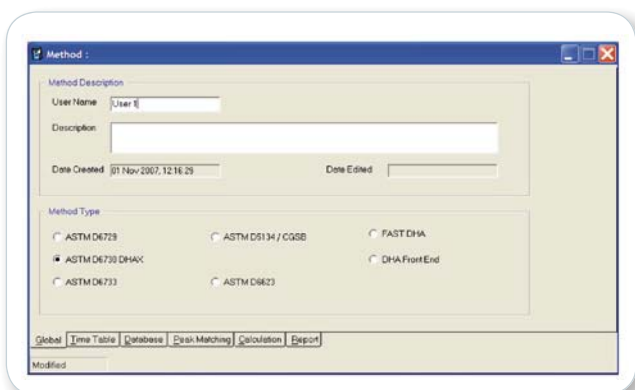 Method :
Method Description
User Name User 1
Description
Date Created 01 Nov 2007, 12:16:29 Date Edited
Method Type
ASTM D6729 ASTM D5134 / CGSB FAST DHA
ASTM D6730 DHAX DHA Front End
ASTM D6733 ASTM D6623
Global Time Table Database Peak Matching Calculation Report
Modified